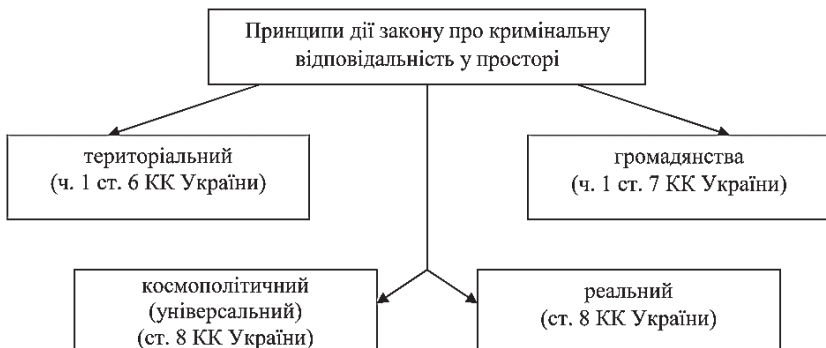 Принципи дії закону про кримінальну
відповідальність у просторі
територіальний
(ч. 1 ст. 6 КК України)
громадянства
(ч. 1 ст. 7 КК України)
космополітичний
(універсальний)
(ст. 8 КК України)
реальний
(ст. 8 КК України)